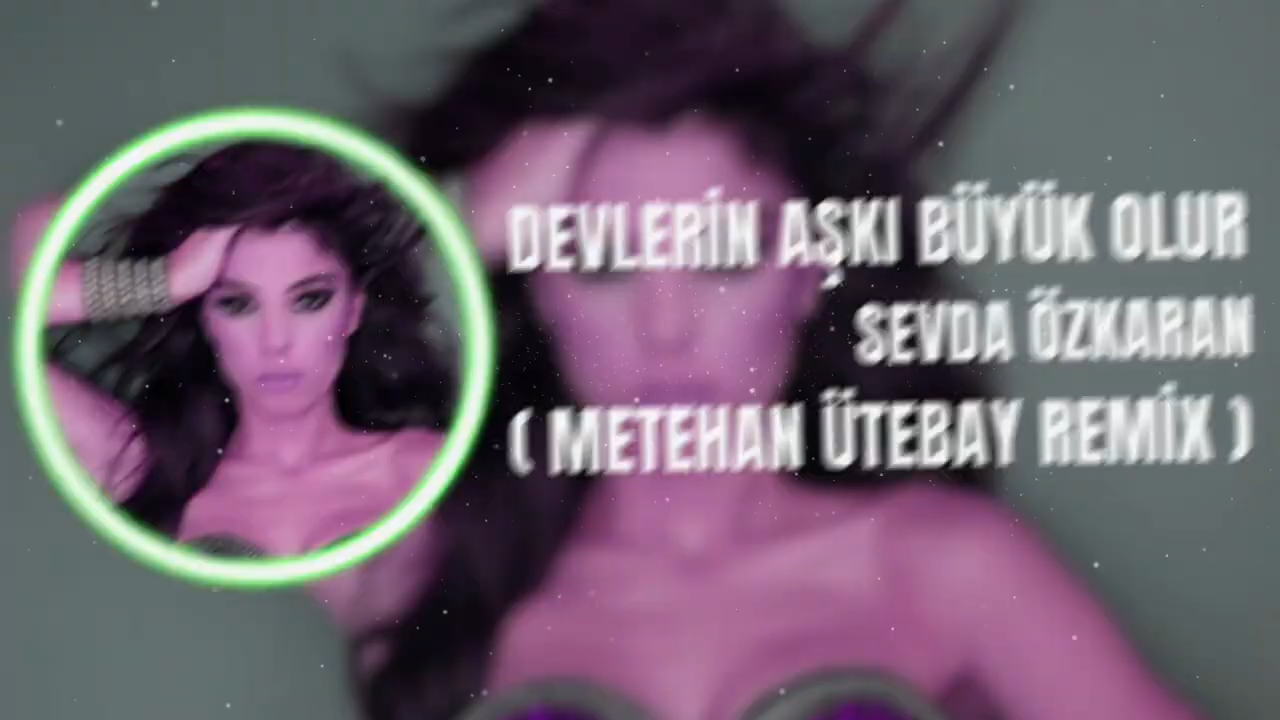 DEVLERİN AŞKI BÜYÜK OLUR
SEVDA ÖZKARAN
( METEHAN ÜTEBAY REMİX )